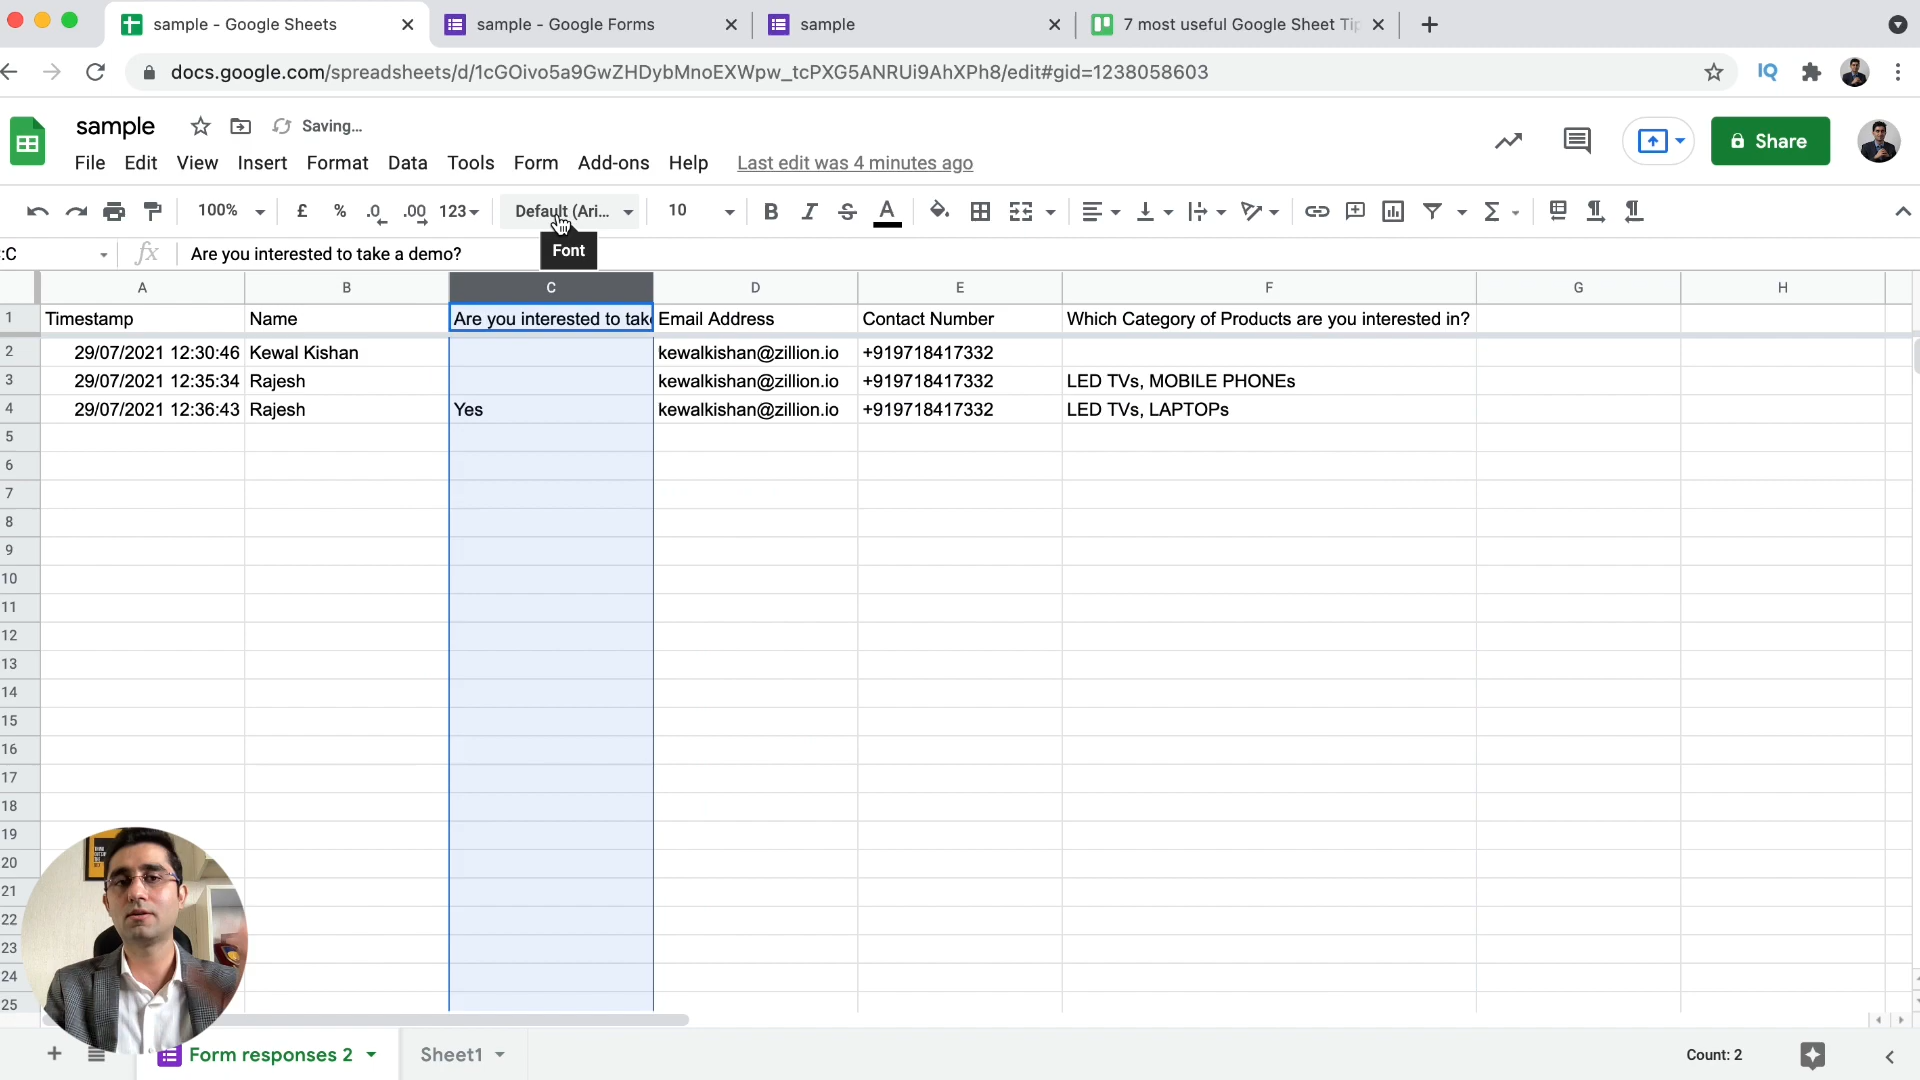 sample - Google Sheets
sample - Google Forms
sample
7 most useful Google Sheet Tip
docs.google.com/spreadsheets/d/1cGOivo5a9GwZHDybMnoEXWpw_tcPXG5ANRUi9AhXPh8/edit#gid=1238058603
IQ
sample
Saving...
Share
File Edit View Insert Format Data Tools Form Add-ons Help Last edit was 4 minutes ago
100% £ % .0 .00 123 Default (Ari... 10 B I S A Σ
:C fx Are you interested to take a demo?
Font
A B C D E F G H
1 Timestamp Name Are you interested to take Email Address Contact Number Which Category of Products are you interested in?
2 29/07/2021 12:30:46 Kewal Kishan kewalkishan@zillion.io +919718417332
3 29/07/2021 12:35:34 Rajesh kewalkishan@zillion.io +919718417332 LED TVs, MOBILE PHONEs
4 29/07/2021 12:36:43 Rajesh Yes kewalkishan@zillion.io +919718417332 LED TVs, LAPTOPs
5
6
7
8
9
10
11
12
13
14
15
16
17
18
19
20
21
22
23
24
25
Form responses 2 Sheet1 Count: 2